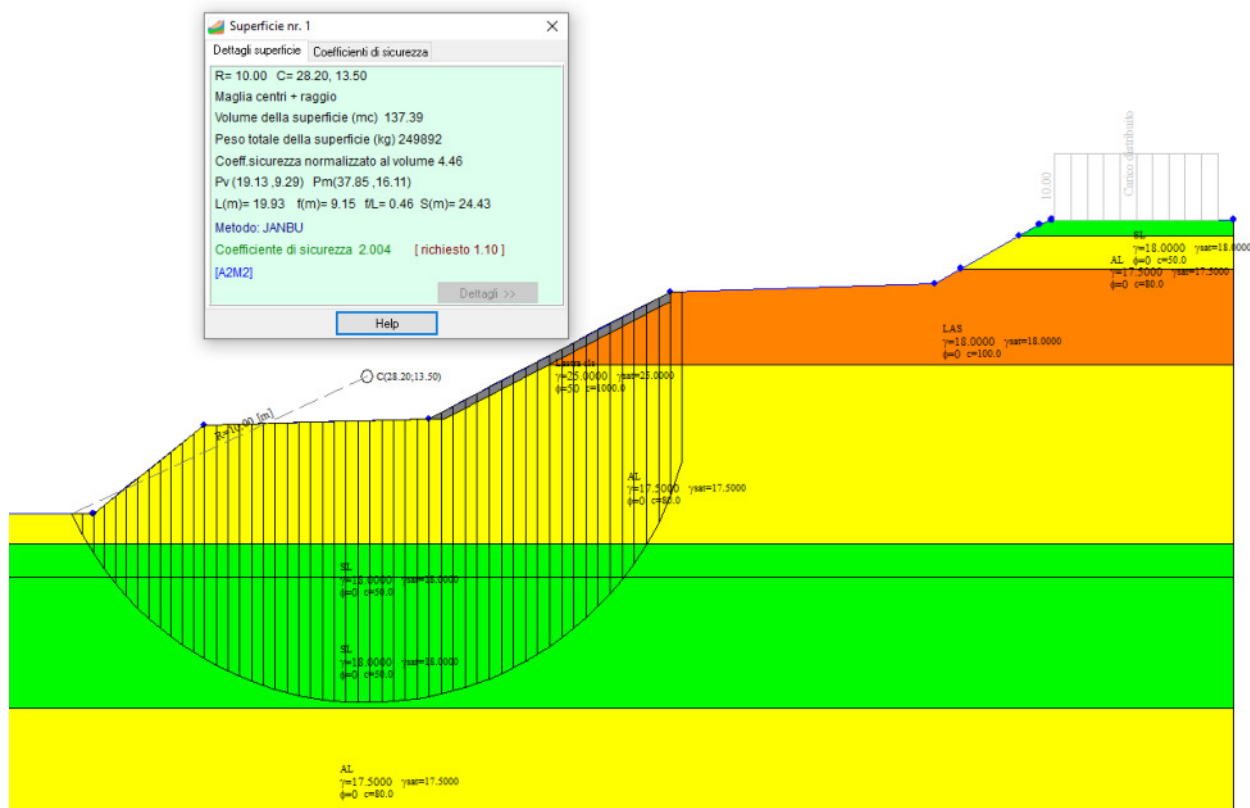 Superficie nr. 1
Dettagli superficie Coefficienti di sicurezza
R= 10.00 C= 28.20, 13.50
Maglia centri + raggio
Volume della superficie (mc) 137.39
Peso totale della superficie (kg) 249892
Coeff.sicurezza normalizzato al volume 4.46
Pv (19.13 ,9.29) Pm(37.85 ,16.11)
L(m)= 19.93 f(m)= 9.15 f/L= 0.46 S(m)= 24.43
Metodo: JANBU
Coefficiente di sicurezza 2.004 [ richiesto 1.10 ]
[A2M2]
Dettagli >>
Help
10.00
Carico distribuito
SL
γ=18.0000 γsat=18.0000
ϕ=0 c=50.0
AL
γ=17.5000 γsat=17.5000
ϕ=0 c=80.0
LAS
γ=18.0000 γsat=18.0000
ϕ=0 c=100.0
Lastra cls
γ=25.0000 γsat=25.0000
ϕ=50 c=1000.0
C(28.20;13.50)
R=10.00 [m]
AL
γ=17.5000 γsat=17.5000
ϕ=0 c=80.0
SL
γ=18.0000 γsat=18.0000
ϕ=0 c=50.0
SL
γ=18.0000 γsat=18.0000
ϕ=0 c=50.0
AL
γ=17.5000 γsat=17.5000
ϕ=0 c=80.0